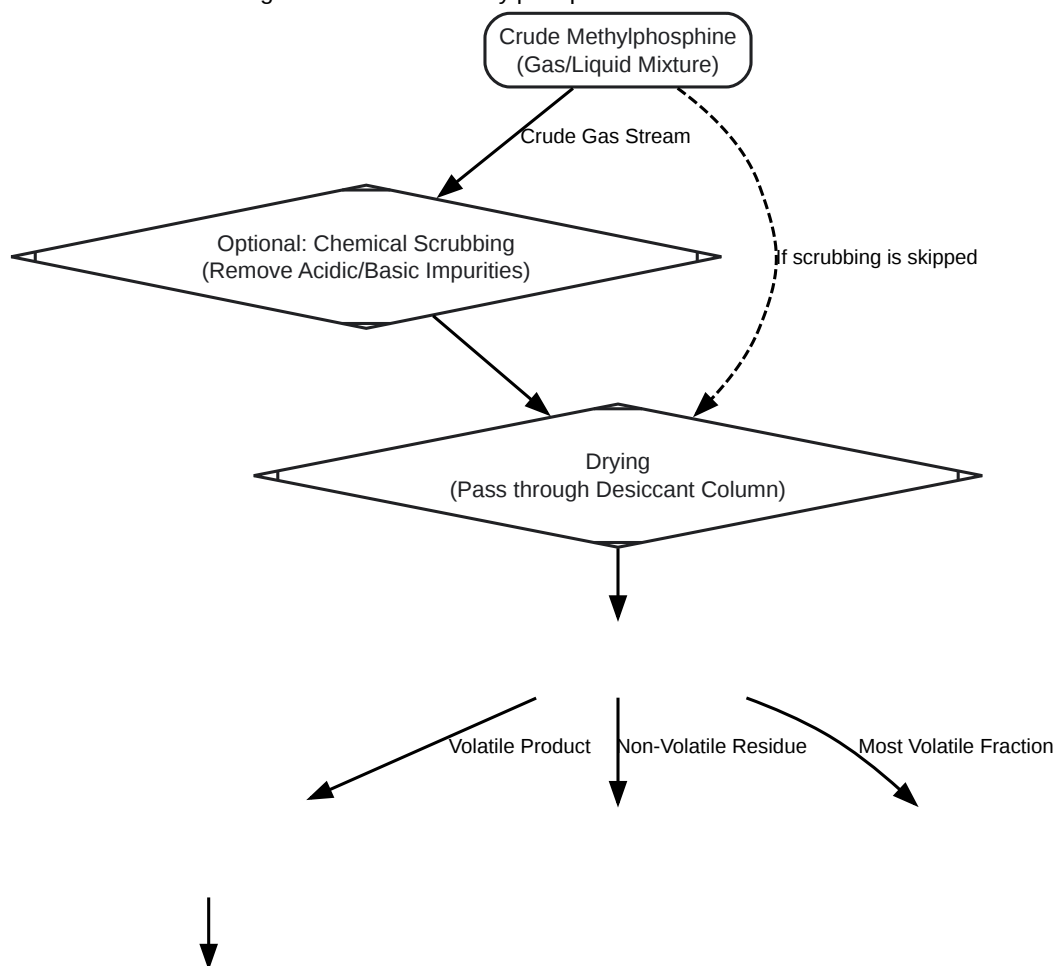 Crude Methylphosphine
(Gas/Liquid Mixture)
Crude Gas Stream
Optional: Chemical Scrubbing
(Remove Acidic/Basic Impurities)
If scrubbing is skipped
Drying
(Pass through Desiccant Column)
Volatile Product
Non-Volatile Residue
Most Volatile Fraction